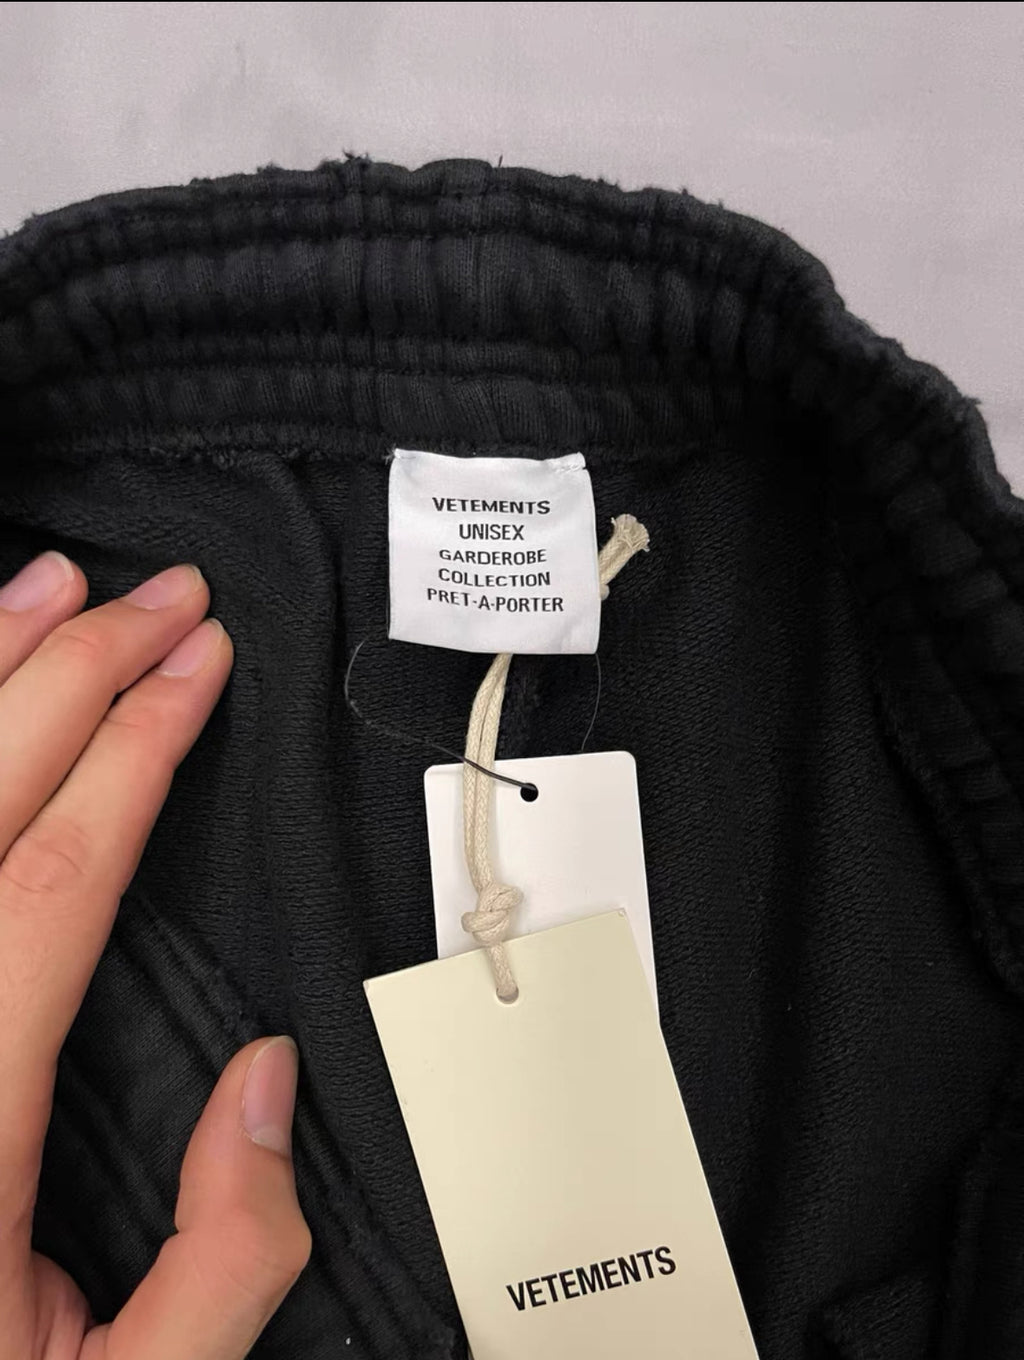 VETEMENTS
UNISEX
GARDEROBE
COLLECTION
PRET-A-PORTER
VETEMENTS